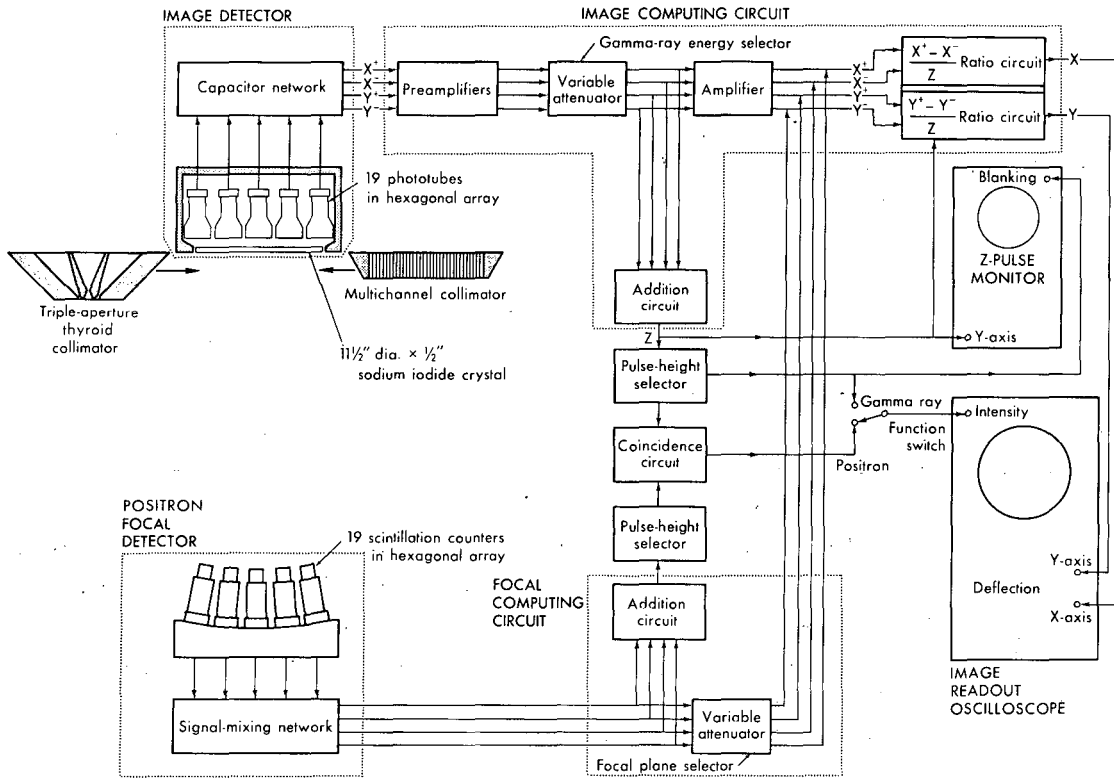 IMAGE DETECTOR
IMAGE COMPUTING CIRCUIT
Gamma-ray energy selector
Capacitor network
X+
X-
Y+
Y-
Preamplifiers
Variable
attenuator
Amplifier
X+
X-
Y+
Y-
X+ – X-
Z
Ratio circuit
X
Y+ – Y-
Z
Ratio circuit
Y
19 phototubes
in hexagonal array
Triple-aperture
thyroid
collimator
Multichannel collimator
11½" dia. × ½"
sodium iodide crystal
Addition
circuit
Z
Blanking
Z-PULSE
MONITOR
Y-axis
Pulse-height
selector
Gamma ray
Function
switch
Positron
Intensity
Coincidence
circuit
Pulse-height
selector
Y-axis
Deflection
X-axis
IMAGE
READOUT
OSCILLOSCOPE
POSITRON
FOCAL
DETECTOR
19 scintillation counters
in hexagonal array
FOCAL
COMPUTING
CIRCUIT
Addition
circuit
Signal-mixing network
Variable
attenuator
Focal plane selector